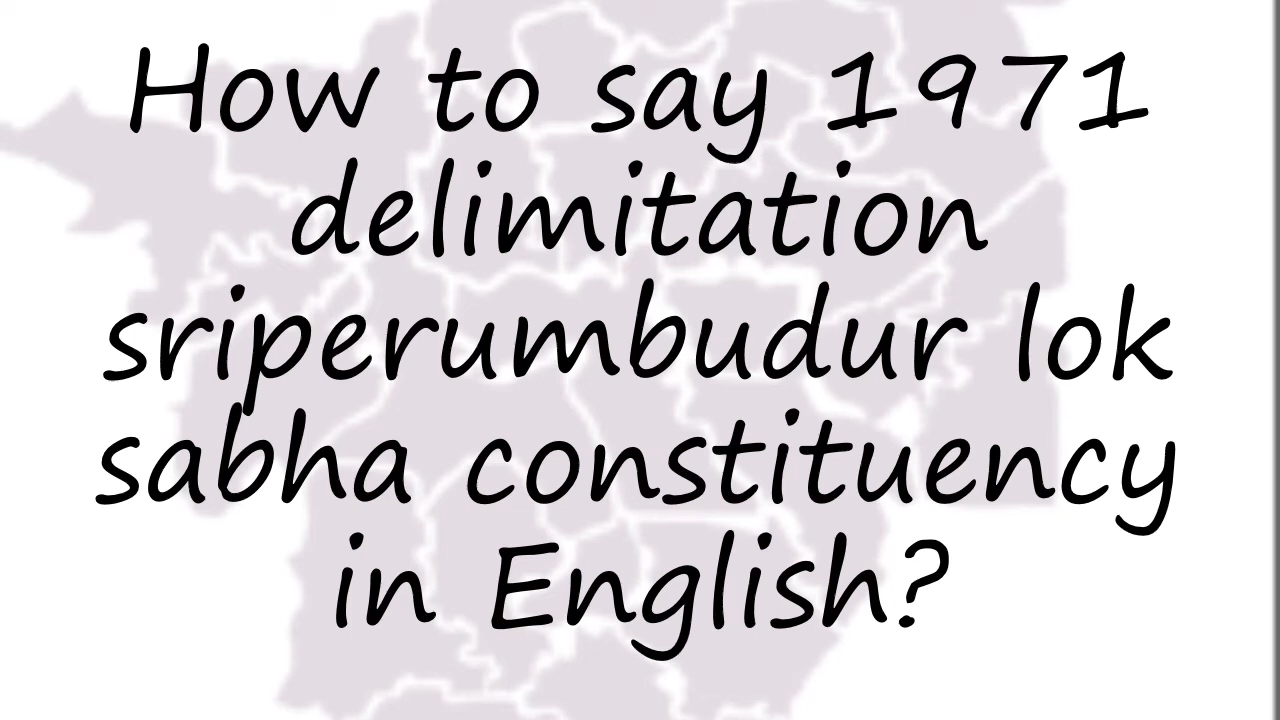 How to say 1971
delimitation
sriperumbudur lok
sabha constituency
in English?